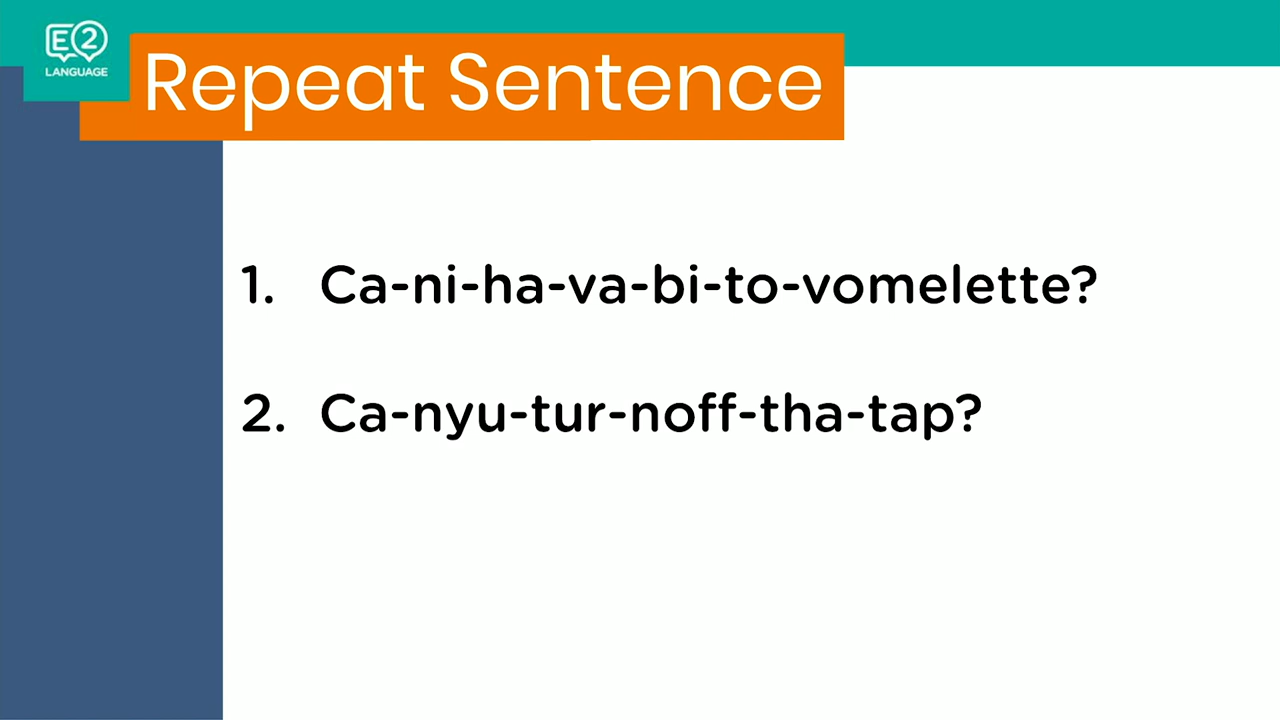 E2
LANGUAGE
Repeat Sentence
1. Ca-ni-ha-va-bi-to-vomelette?
2. Ca-nyu-tur-noff-tha-tap?